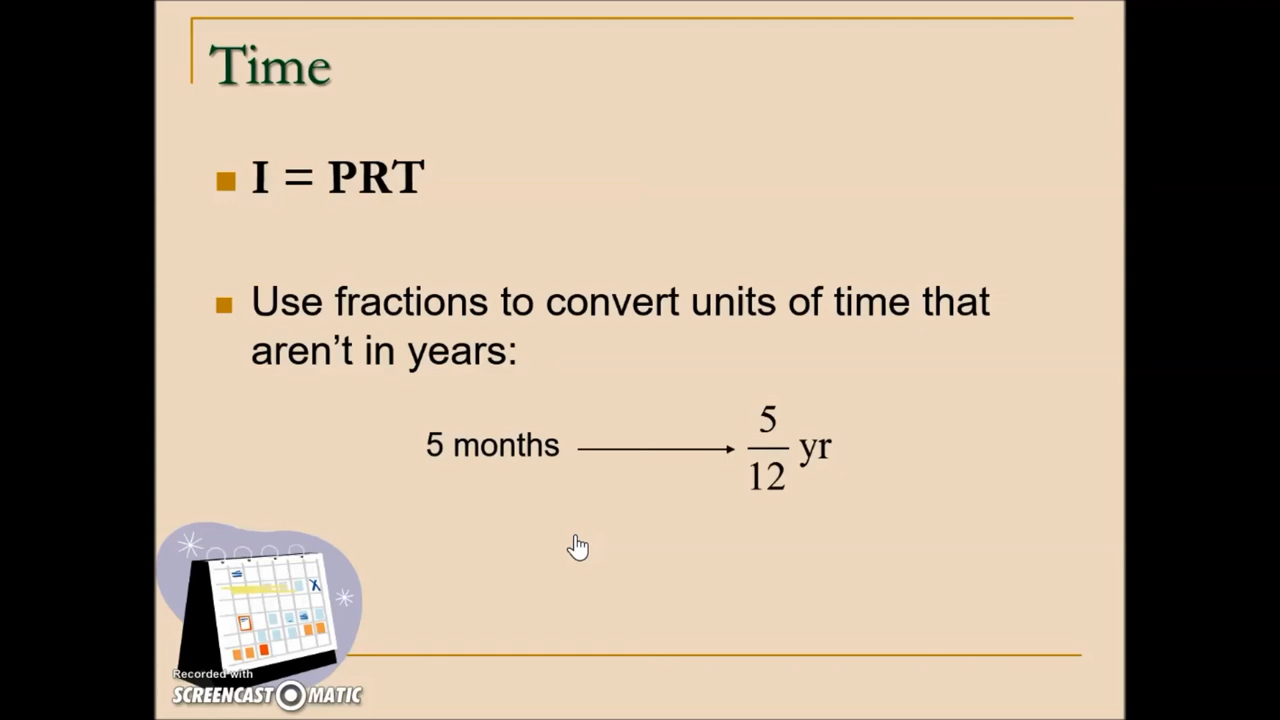 Time
I = PRT
Use fractions to convert units of time that
aren’t in years:
5 months
5
12
yr
Recorded with
SCREENCAST MATIC